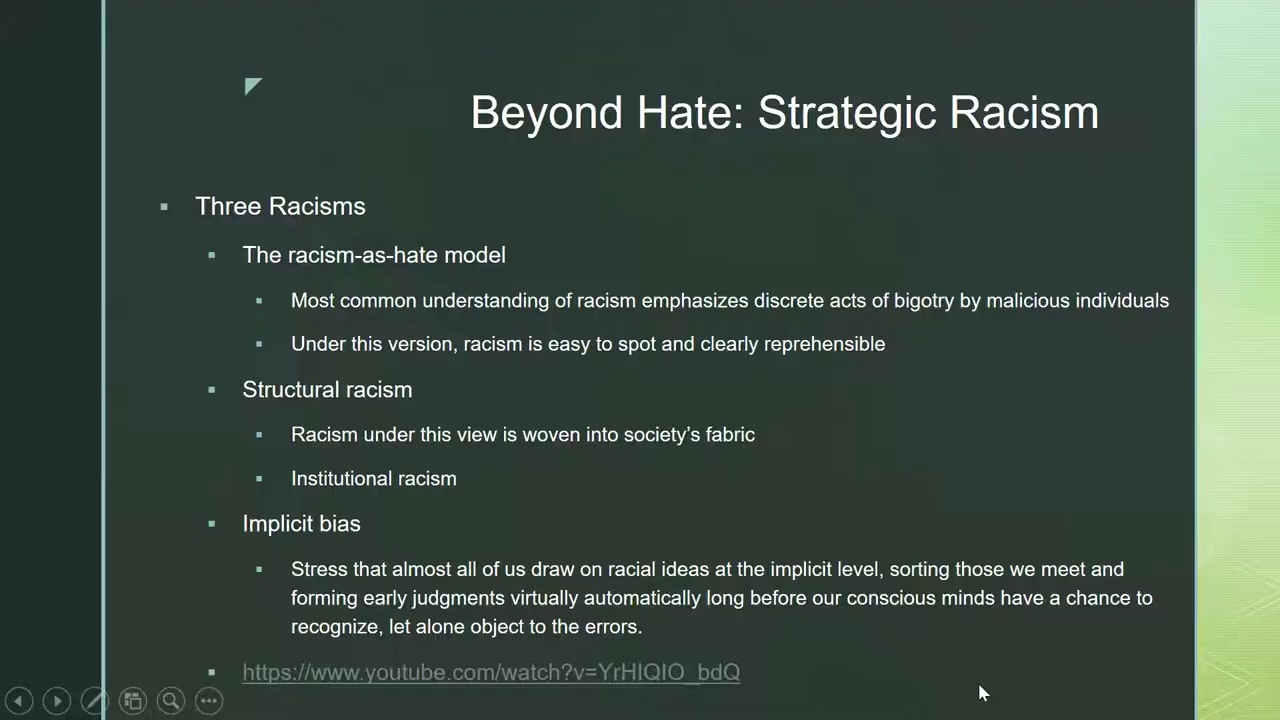 Beyond Hate: Strategic Racism
Three Racisms
The racism-as-hate model
Most common understanding of racism emphasizes discrete acts of bigotry by malicious individuals
Under this version, racism is easy to spot and clearly reprehensible
Structural racism
Racism under this view is woven into society’s fabric
Institutional racism
Implicit bias
Stress that almost all of us draw on racial ideas at the implicit level, sorting those we meet and
forming early judgments virtually automatically long before our conscious minds have a chance to
recognize, let alone object to the errors.
https://www.youtube.com/watch?v=YrHIQIO_bdQ